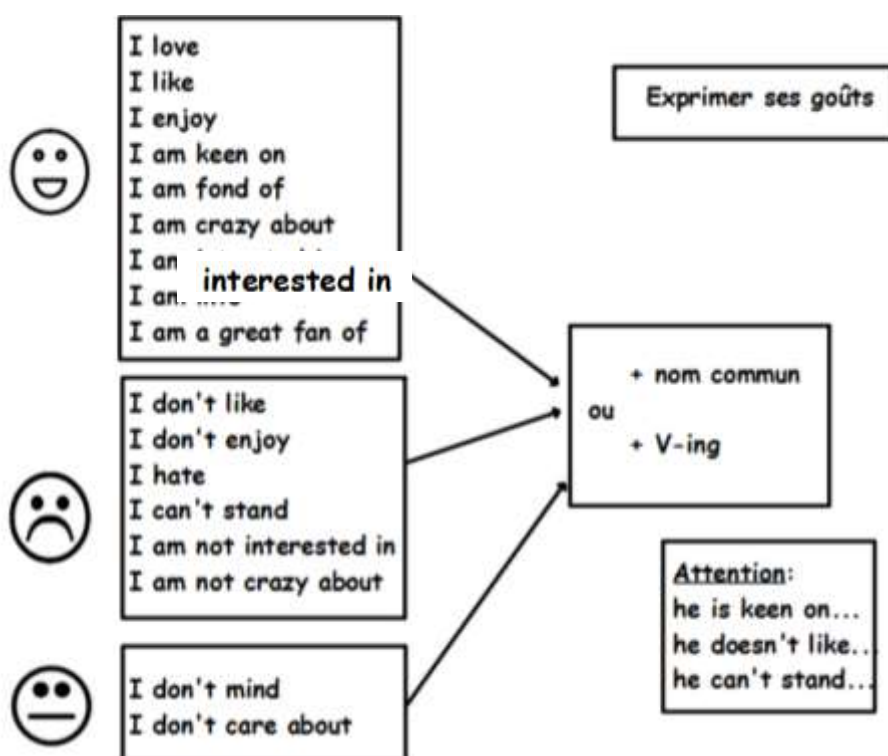 I love
I like
I enjoy
I am keen on
I am fond of
I am crazy about
I am
interested in
I am
I am a great fan of
Exprimer ses goûts
I don't like
I don't enjoy
I hate
I can't stand
I am not interested in
I am not crazy about
I don't mind
I don't care about
+ nom commun
ou
+ V-ing
Attention:
he is keen on...
he doesn't like...
he can't stand...